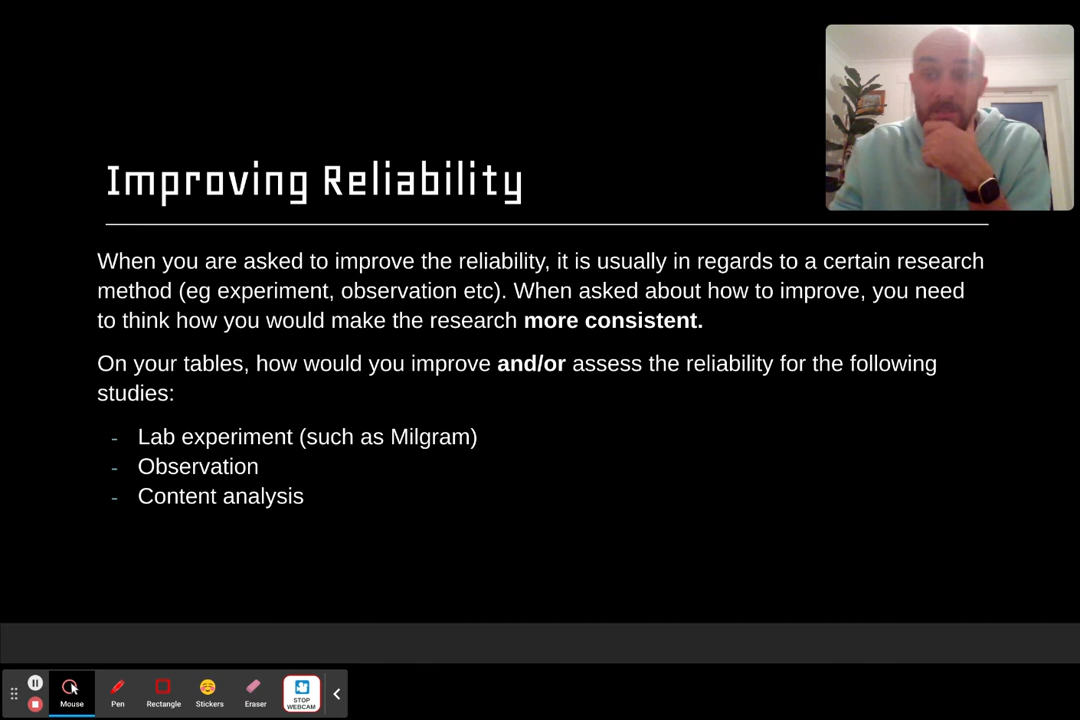 Improving Reliability
When you are asked to improve the reliability, it is usually in regards to a certain research
method (eg experiment, observation etc). When asked about how to improve, you need
to think how you would make the research more consistent.
On your tables, how would you improve and/or assess the reliability for the following
studies:
- Lab experiment (such as Milgram)
- Observation
- Content analysis
Mouse
Pen
Rectangle
Stickers
Eraser
STOP
WEBCAM